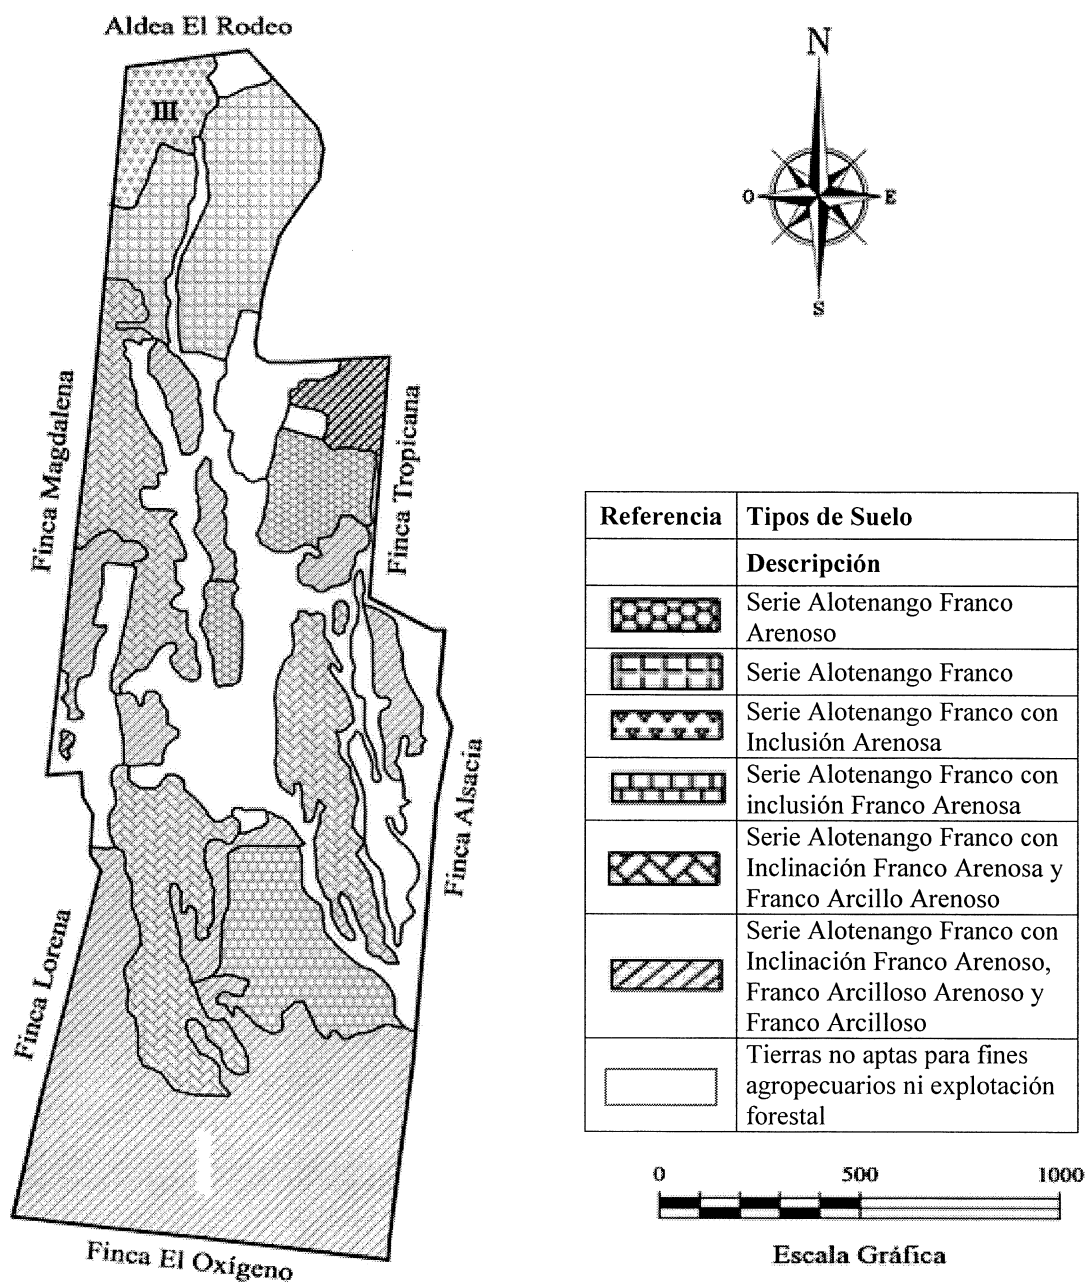 Aldea El Rodeo
III
Finca Magdalena
Finca Tropicana
Finca Alsacia
Finca Lorena
Finca El Oxígeno
N
O
E
S
Referencia
Tipos de Suelo
Descripción
Serie Alotenango Franco
Arenoso
Serie Alotenango Franco
Serie Alotenango Franco con
Inclusión Arenosa
Serie Alotenango Franco con
inclusión Franco Arenosa
Serie Alotenango Franco con
Inclinación Franco Arenosa y
Franco Arcillo Arenoso
Serie Alotenango Franco con
Inclinación Franco Arenoso,
Franco Arcilloso Arenoso y
Franco Arcilloso
Tierras no aptas para fines
agropecuarios ni explotación
forestal
0 500 1000
Escala Gráfica